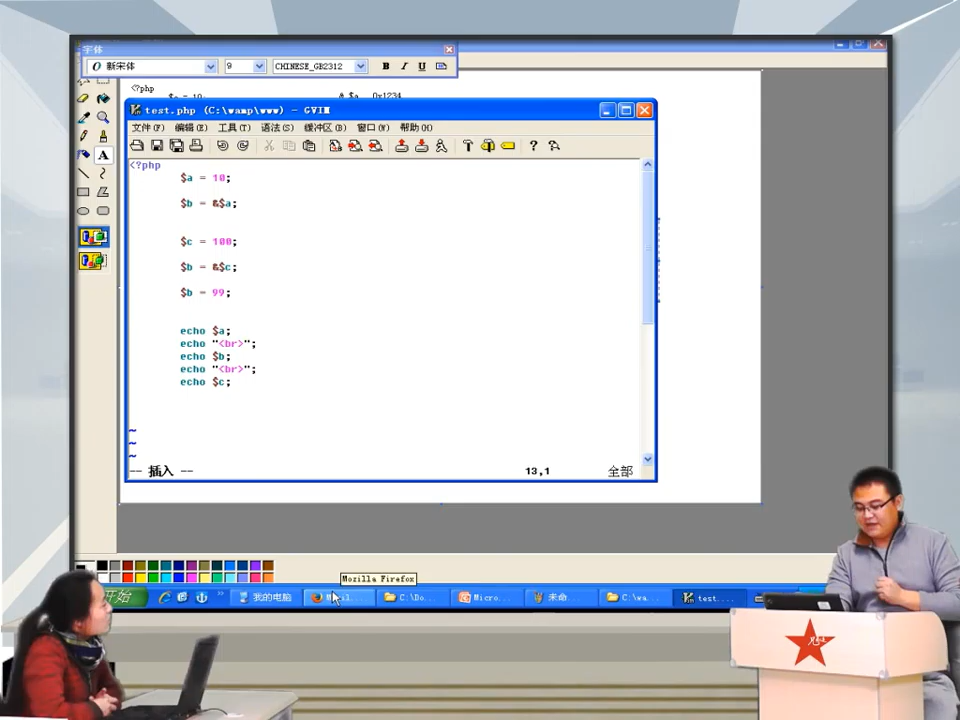 字体
新宋体 9 CHINESE_GB2312 B I U
<?php
test.php (C:\wamp\www) - GVIM
文件(F) 编辑(E) 工具(T) 语法(S) 缓冲区(B) 窗口(W) 帮助(H)
<?php
$a = 10;
$b = &$a;
$c = 100;
$b = &$c;
$b = 99;
echo $a;
echo "<br>";
echo $b;
echo "<br>";
echo $c;
~
~
~
-- 插入 -- 13,1 全部
Mozilla Firefox
开始 我的电脑 C:\Do... Micro... 未命... C:\wa... test....